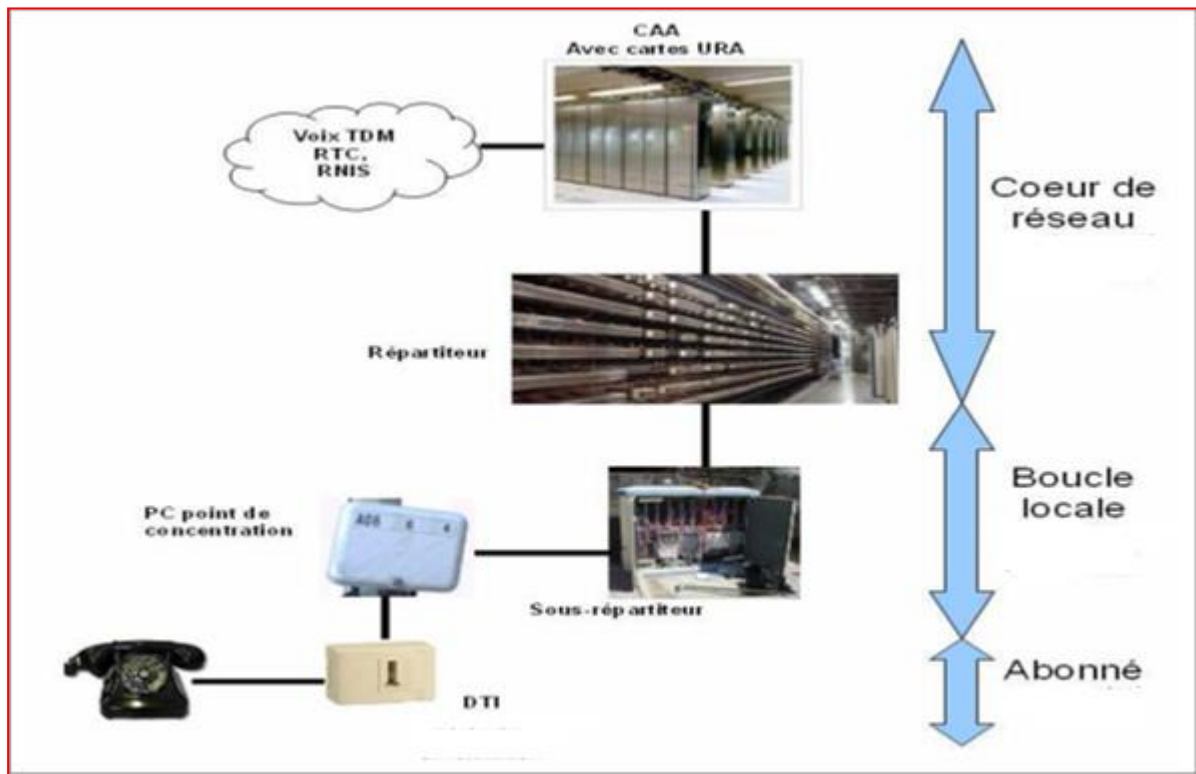 CAA
Avec cartes URA
Voix TDM
RTC,
RNIS
Coeur de
réseau
Répartiteur
Boucle
locale
PC point de
concentration
Sous-répartiteur
Abonné
DTI